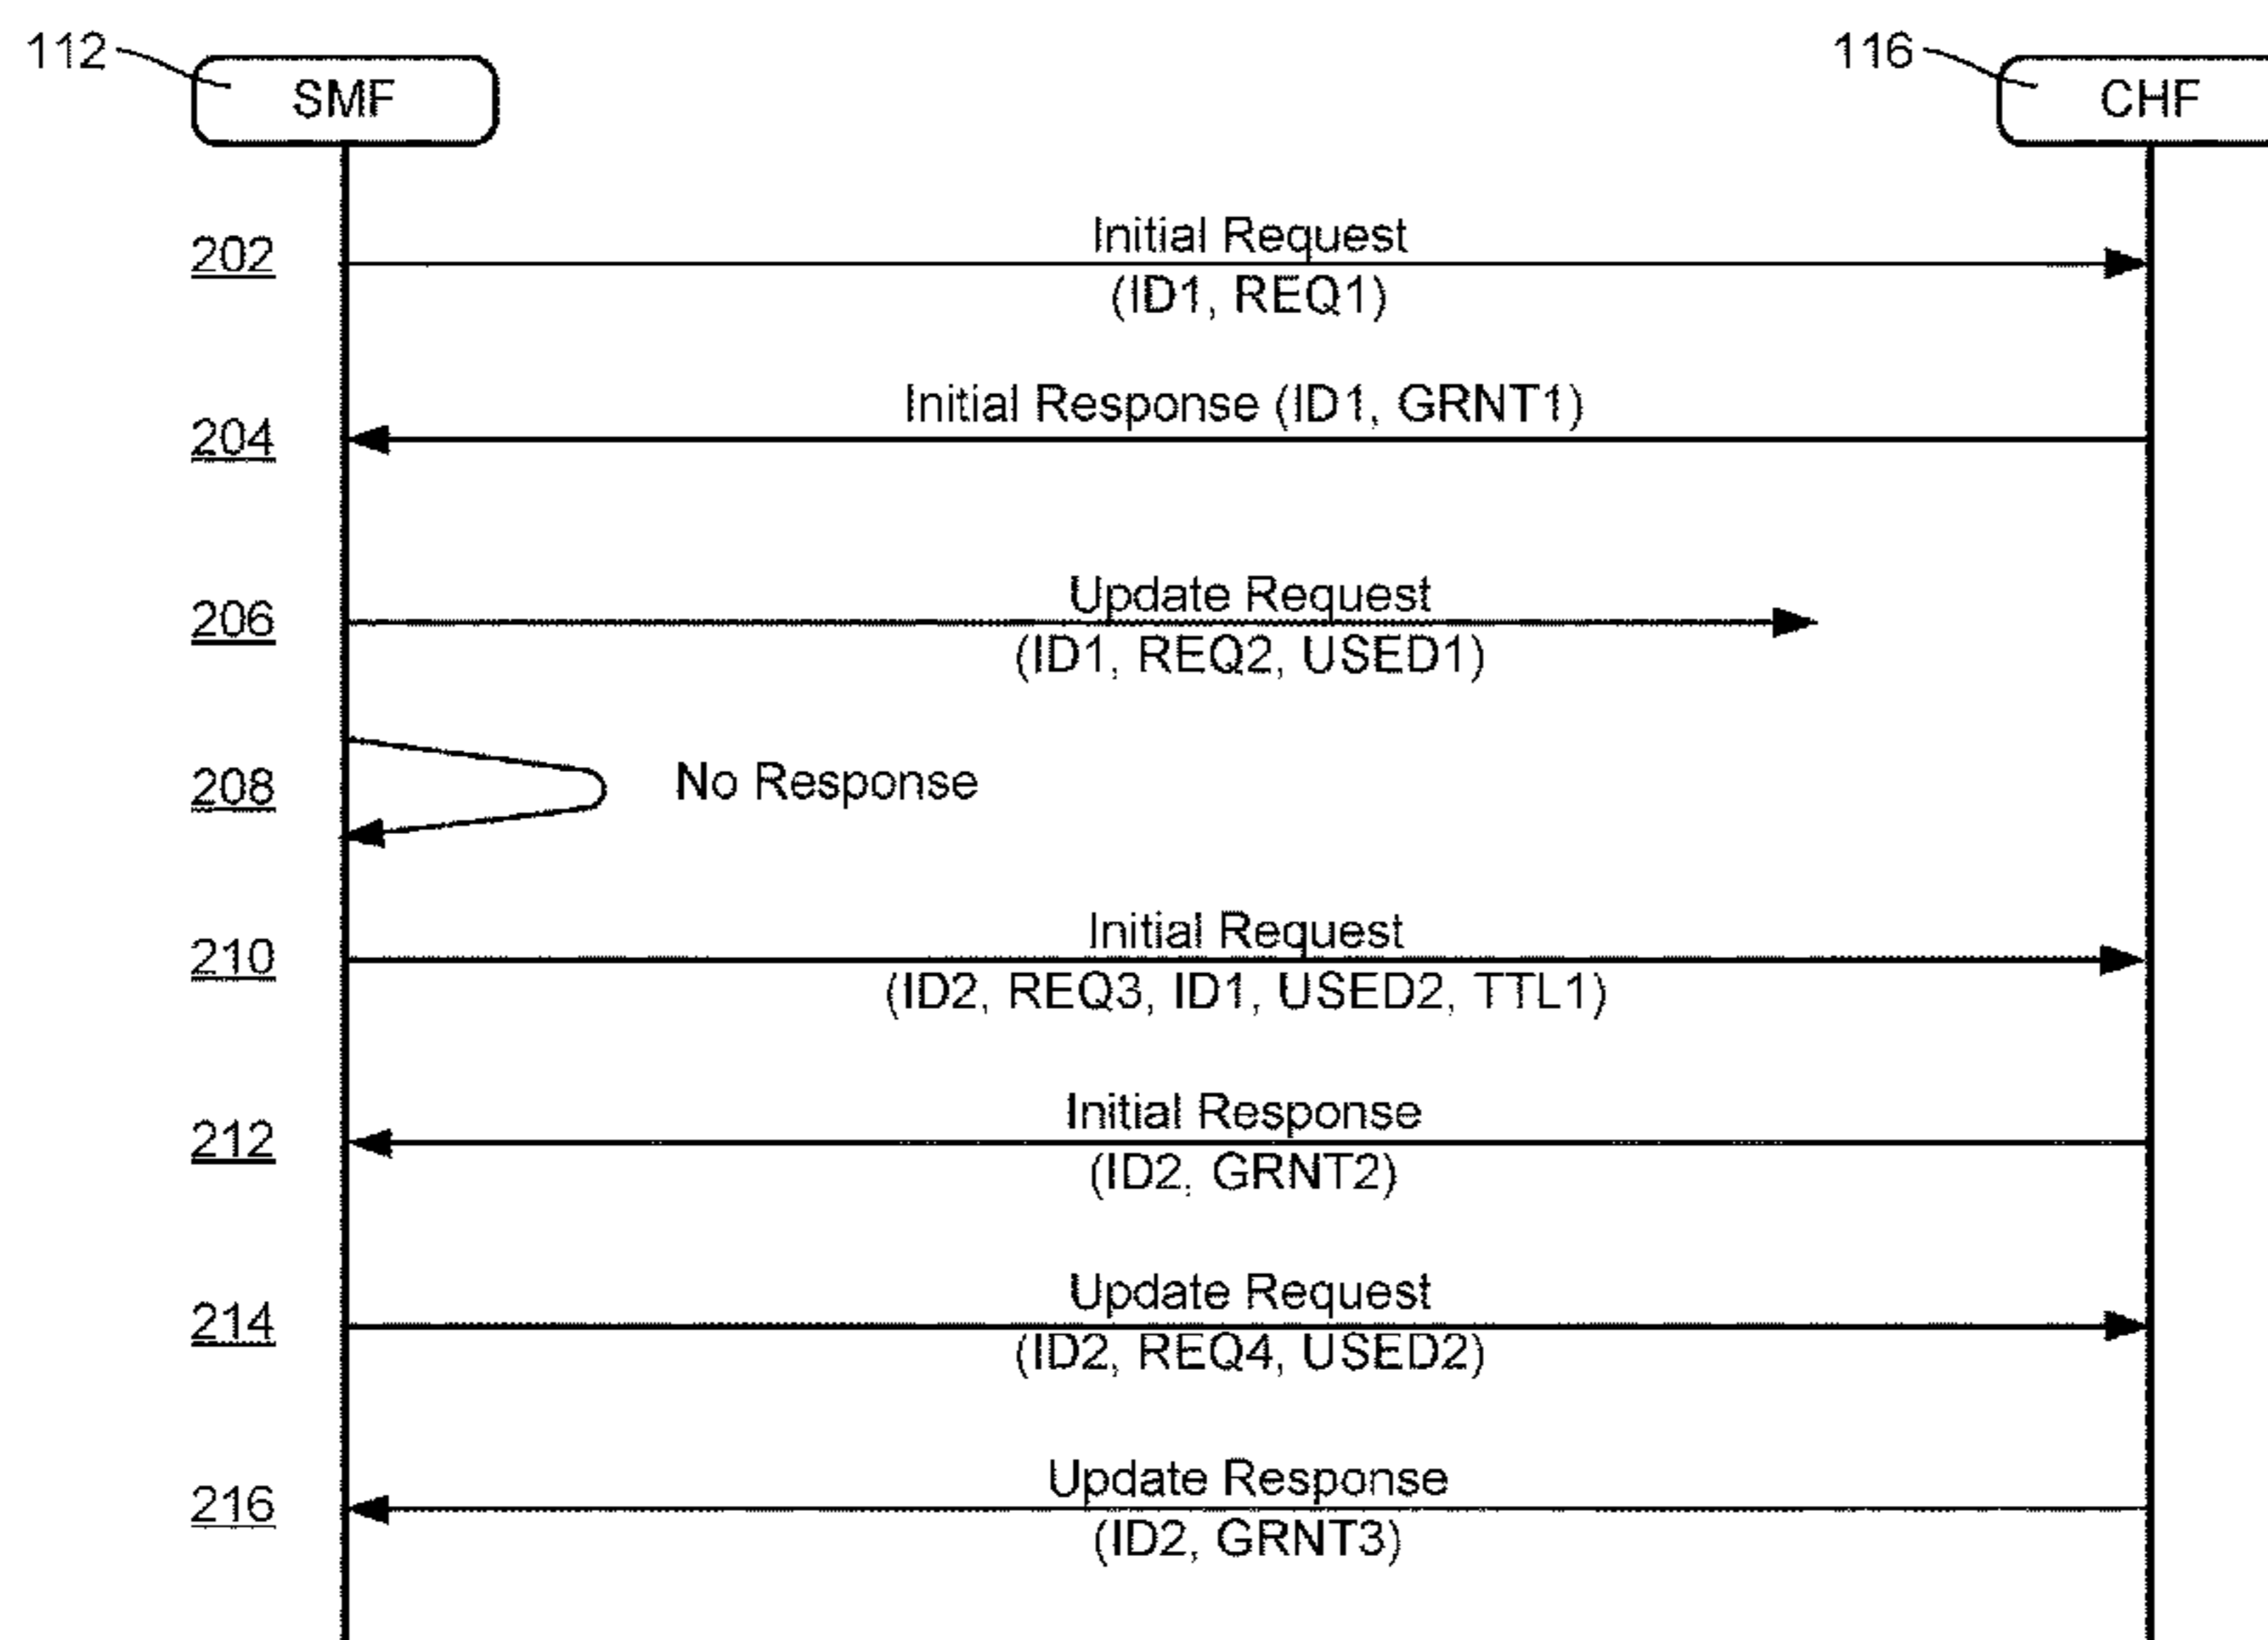 112
SMF
116
CHF
202
Initial Request
(ID1, REQ1)
204
Initial Response (ID1, GRNT1)
206
Update Request
(ID1, REQ2, USED1)
208
No Response
210
Initial Request
(ID2, REQ3, ID1, USED2, TTL1)
212
Initial Response
(ID2, GRNT2)
214
Update Request
(ID2, REQ4, USED2)
216
Update Response
(ID2, GRNT3)